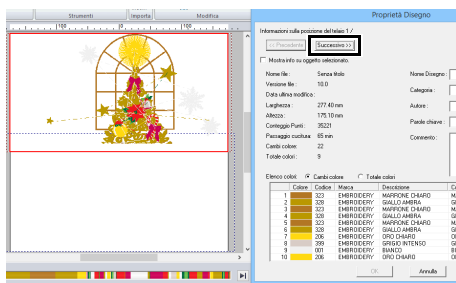 Strumenti Importa Modifica
100 0 100
Proprietà Disegno
Informazioni sulla posizione del telaio 1 /
<< Precedente Successivo >>
Mostra info su oggetto selezionato.
Nome file : Senza titolo
Versione file : 10.0
Data ultima modifica :
Larghezza : 277.40 mm
Altezza : 175.10 mm
Conteggio Punti : 35221
Passaggio cucitura: 65 min
Cambi colore: 22
Totale colori : 9
Nome Disegno :
Categoria :
Autore :
Parole chiave :
Commento :
Elenco colori: Cambi colore Totale colori
Colore Codice Marca Descrizione
1 323 EMBROIDERY MARRONE CHIARO
2 328 EMBROIDERY GIALLO AMBRA
3 323 EMBROIDERY MARRONE CHIARO
4 328 EMBROIDERY GIALLO AMBRA
5 323 EMBROIDERY MARRONE CHIARO
6 328 EMBROIDERY GIALLO AMBRA
7 206 EMBROIDERY ORO CHIARO
8 399 EMBROIDERY GRIGIO INTENSO
9 001 EMBROIDERY BIANCO
10 206 EMBROIDERY ORO CHIARO
OK Annulla